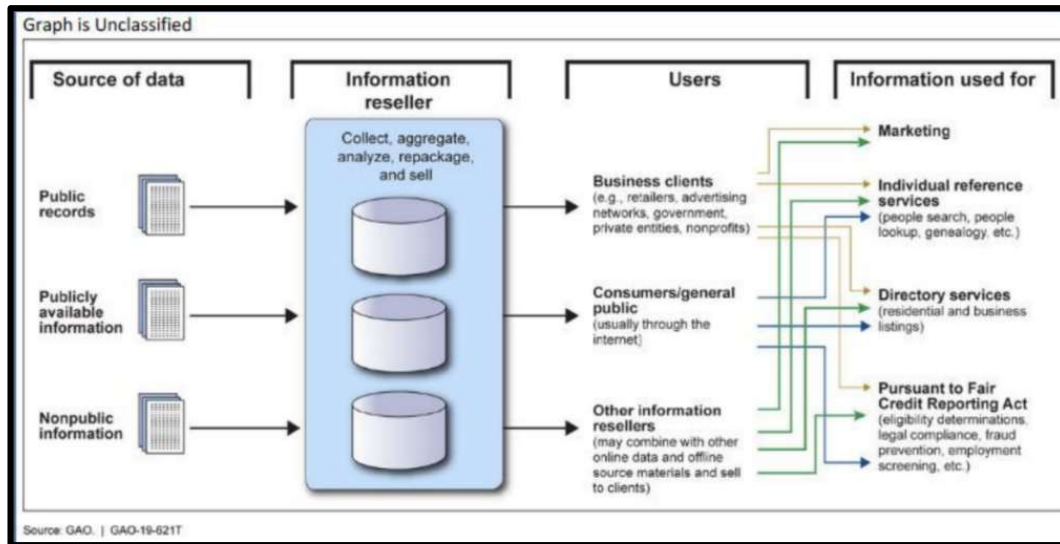 Graph is Unclassified
Source of data
Information
reseller
Users
Information used for
Collect, aggregate,
analyze, repackage,
and sell
Public
records
Publicly
available
information
Nonpublic
information
Business clients
(e.g., retailers, advertising
networks, government,
private entities, nonprofits)
Consumers/general
public
(usually through the
internet)
Other information
resellers
(may combine with other
online data and offline
source materials and sell
to clients)
Marketing
Individual reference
services
(people search, people
lookup, genealogy, etc.)
Directory services
(residential and business
listings)
Pursuant to Fair
Credit Reporting Act
(eligibility determinations,
legal compliance, fraud
prevention, employment
screening, etc.)
Source: GAO. | GAO-19-621T